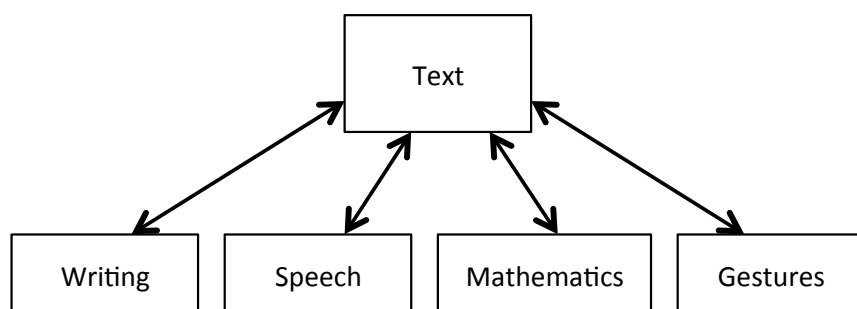 Text
Writing
Speech
Mathematics
Gestures